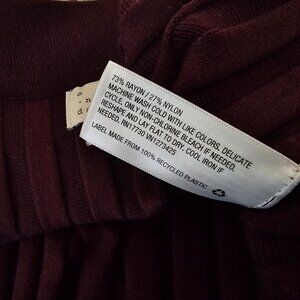 a
n
d
73% RAYON / 27% NYLON
MACHINE WASH COLD WITH LIKE COLORS, DELICATE
CYCLE. ONLY NON-CHLORINE BLEACH IF NEEDED.
RESHAPE AND LAY FLAT TO DRY. COOL IRON IF
NEEDED. RN17730 VN1273425
LABEL MADE FROM 100% RECYCLED PLASTIC